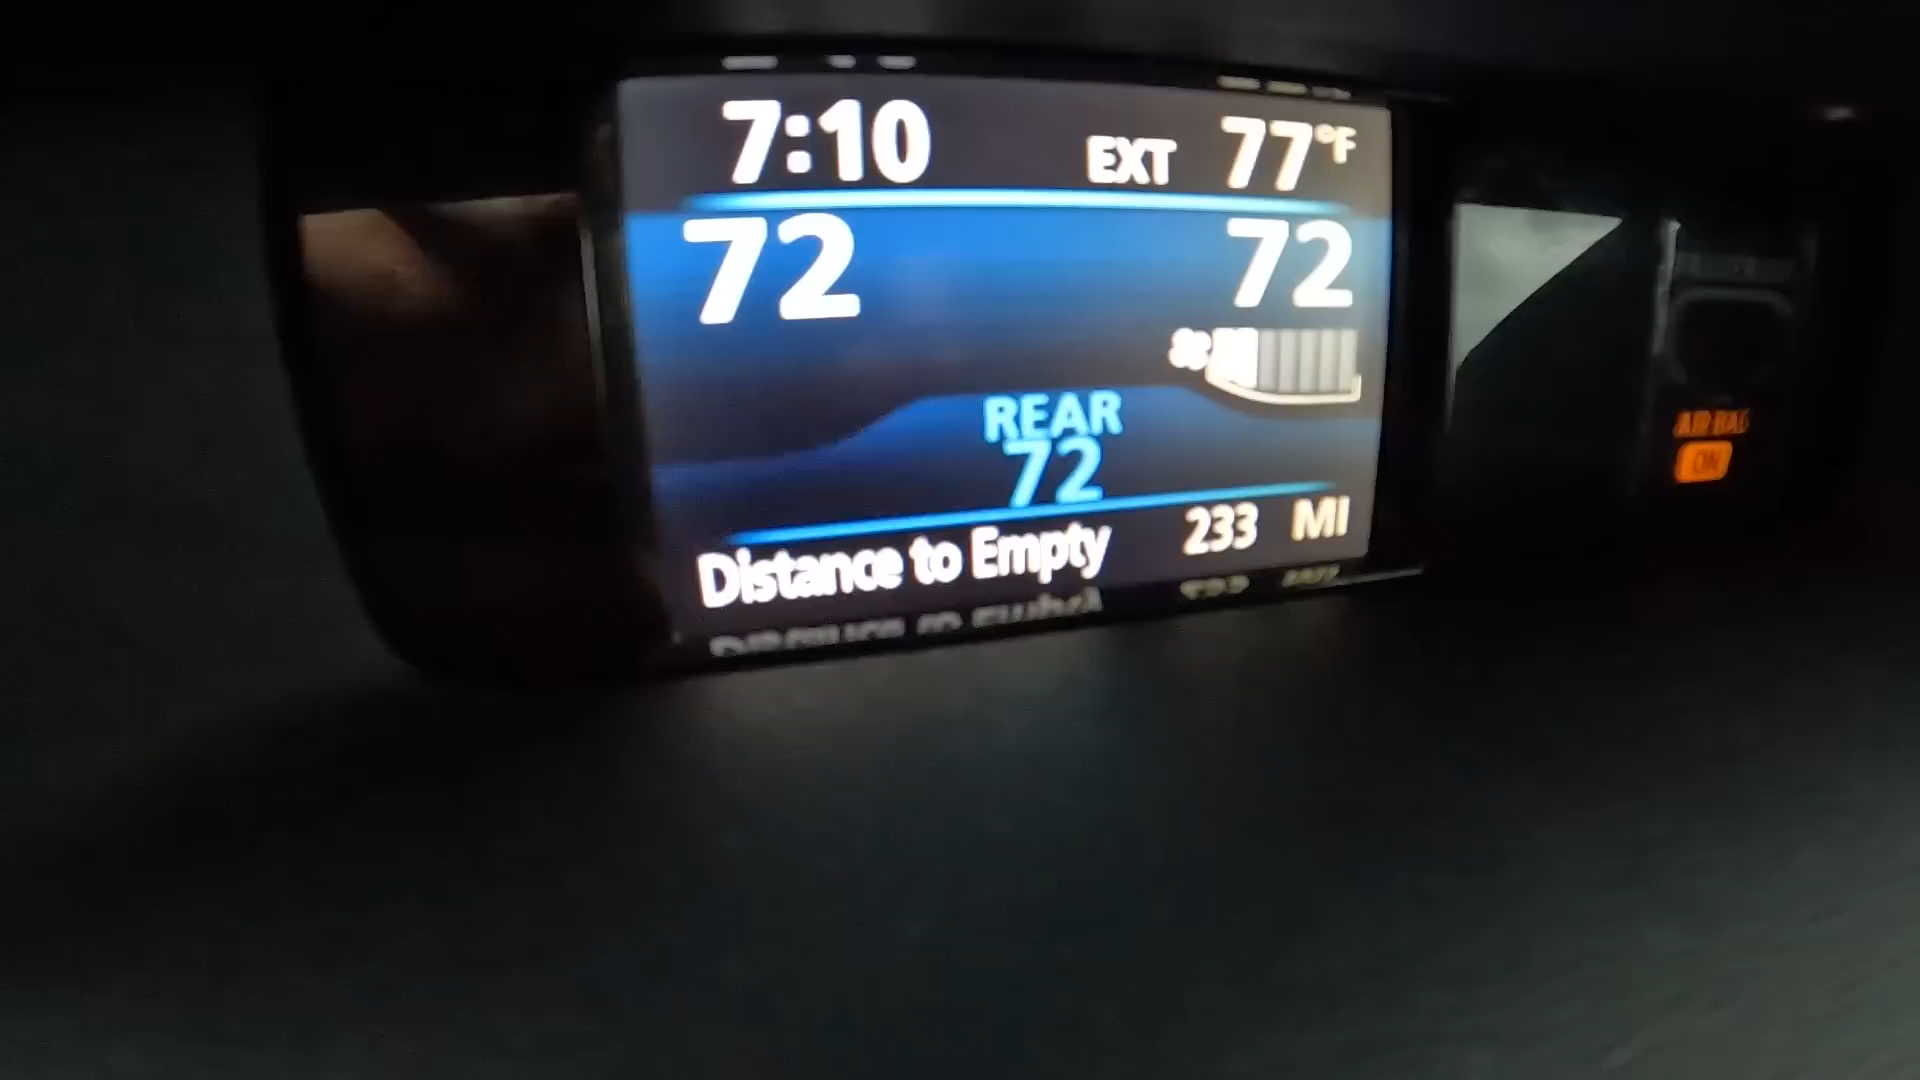 7:10 EXT 77°F
72 72
REAR
72
Distance to Empty 233 MI
AIR BAG
ON